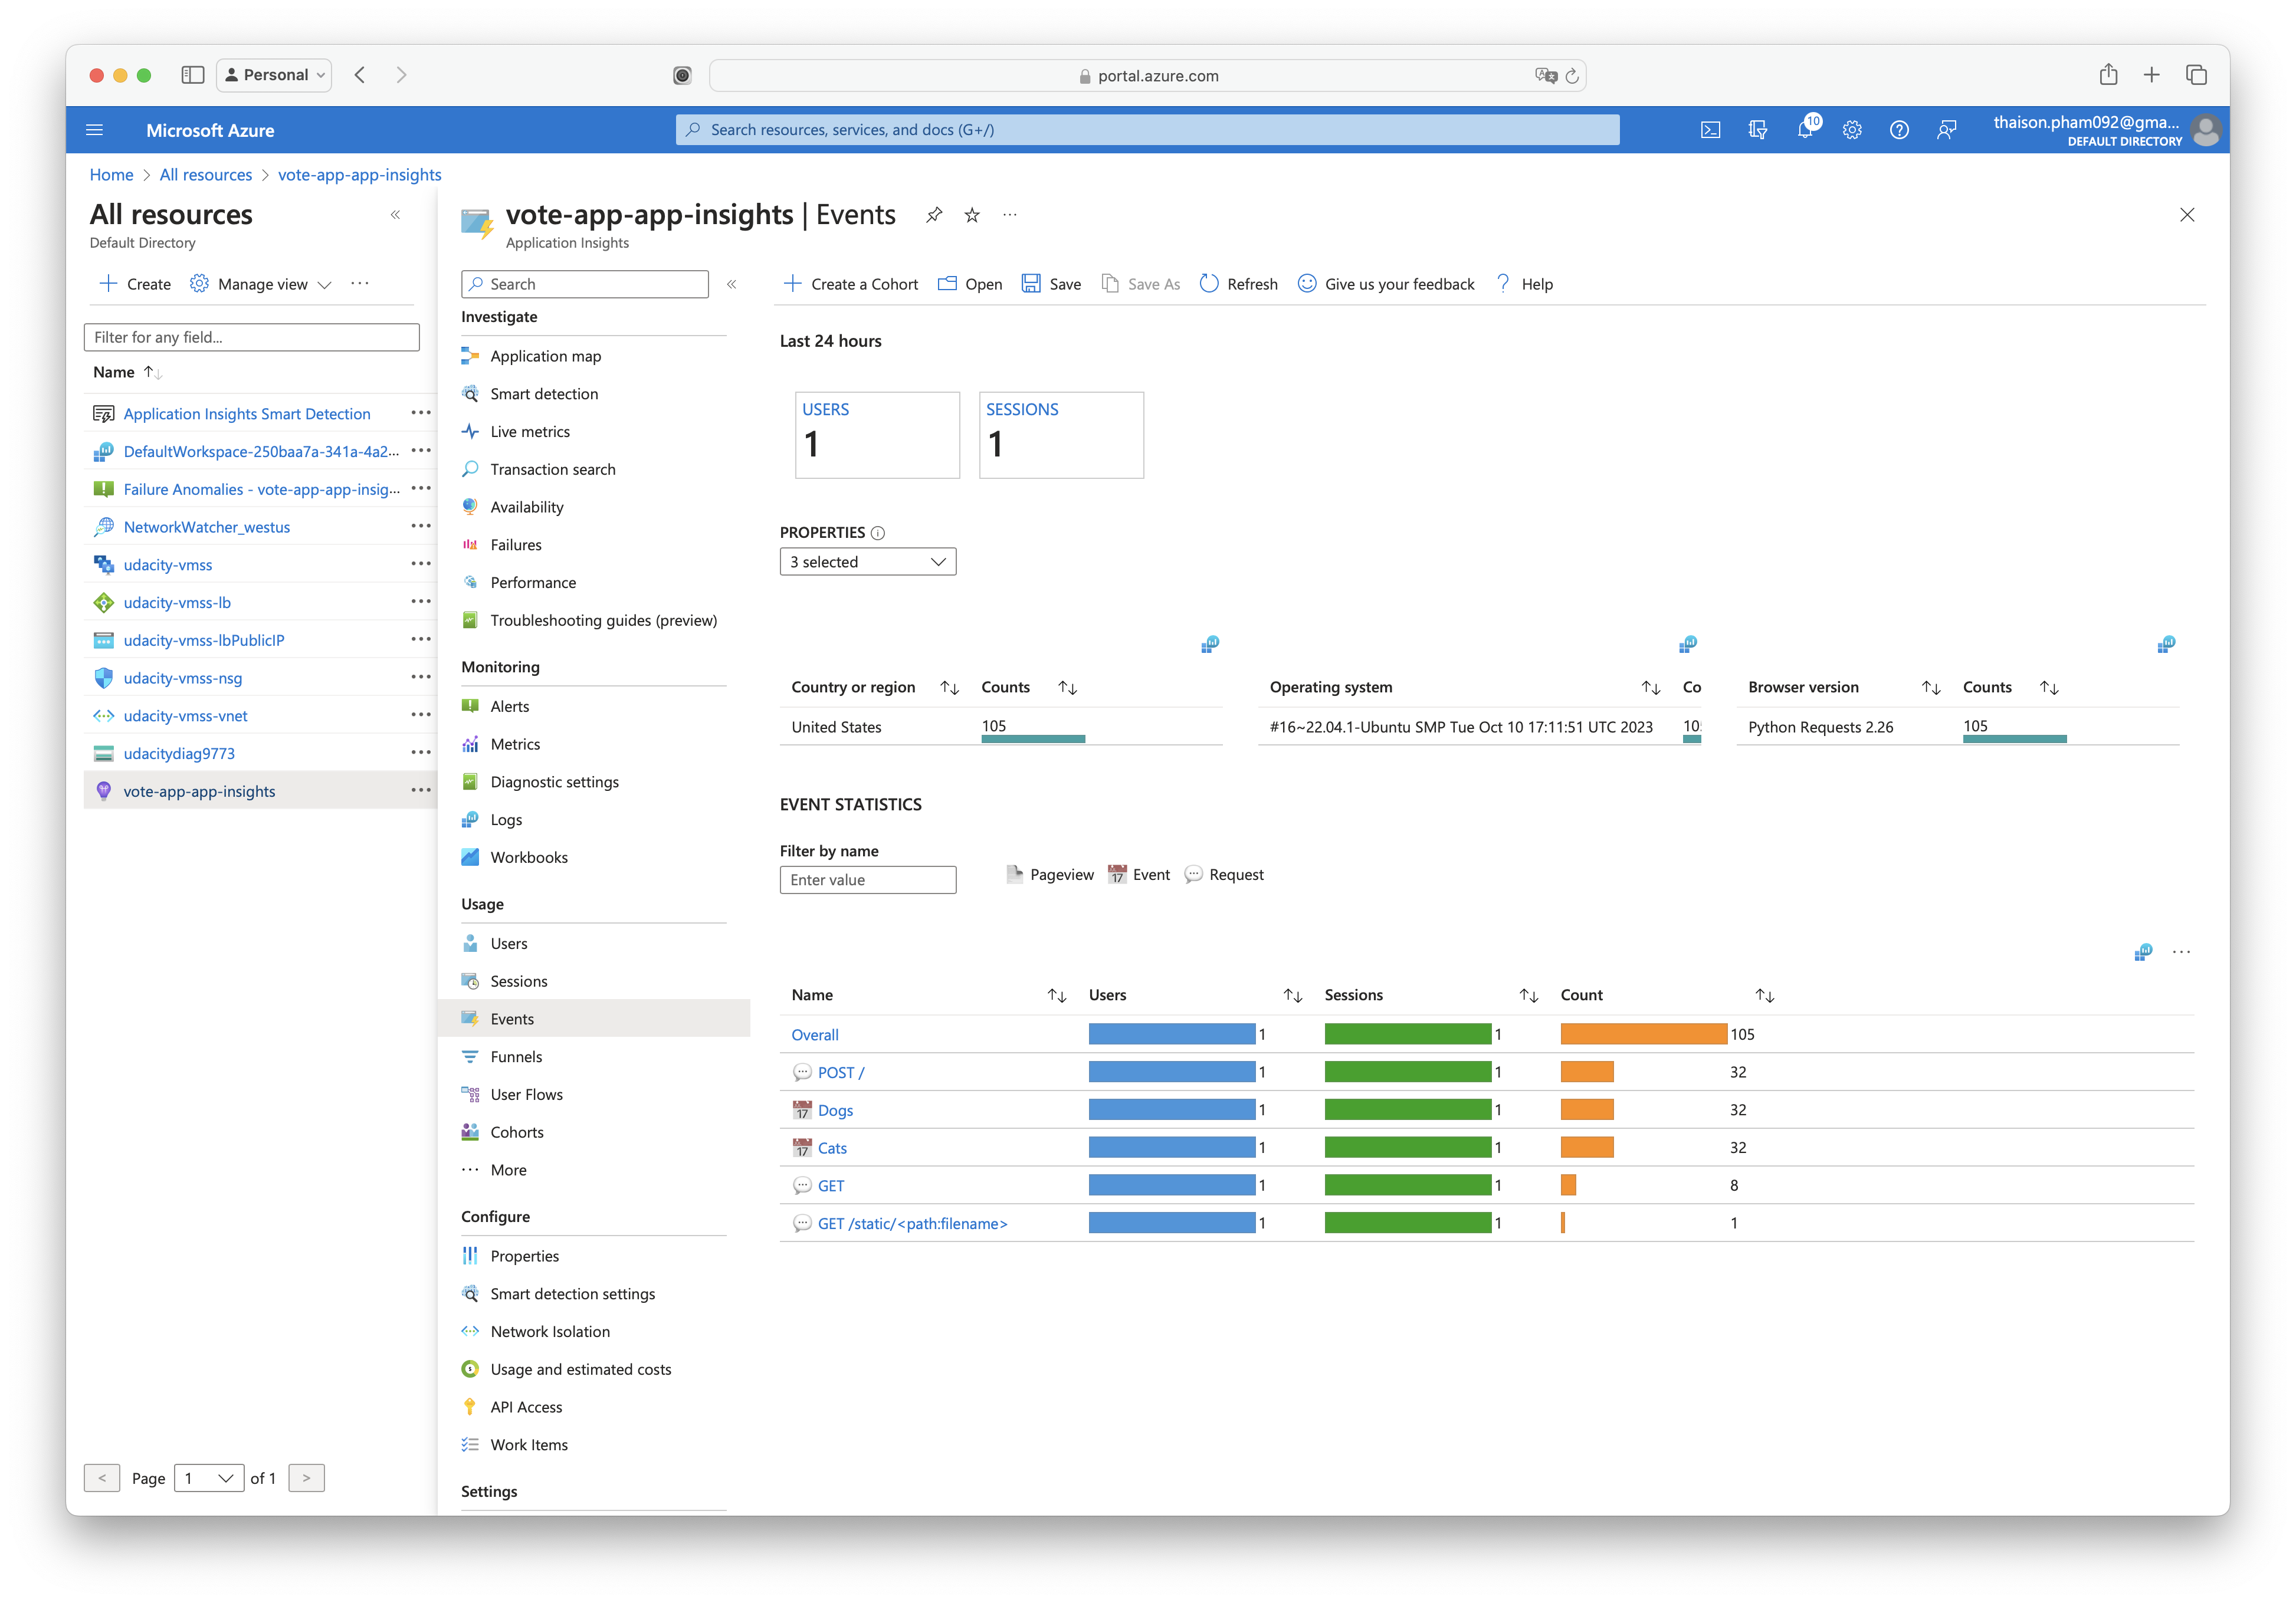 Personal
portal.azure.com
Microsoft Azure
Search resources, services, and docs (G+/)
10
thaison.pham092@gma...
DEFAULT DIRECTORY
Home > All resources > vote-app-app-insights
All resources
Default Directory
Create
Manage view
Filter for any field...
Name
Application Insights Smart Detection
DefaultWorkspace-250baa7a-341a-4a2...
Failure Anomalies - vote-app-app-insig...
NetworkWatcher_westus
udacity-vmss
udacity-vmss-lb
udacity-vmss-lbPublicIP
udacity-vmss-nsg
udacity-vmss-vnet
udacitydiag9773
vote-app-app-insights
< Page 1 of 1 >
vote-app-app-insights | Events
Application Insights
Search
Investigate
Application map
Smart detection
Live metrics
Transaction search
Availability
Failures
Performance
Troubleshooting guides (preview)
Monitoring
Alerts
Metrics
Diagnostic settings
Logs
Workbooks
Usage
Users
Sessions
Events
Funnels
User Flows
Cohorts
More
Configure
Properties
Smart detection settings
Network Isolation
Usage and estimated costs
API Access
Work Items
Settings
Create a Cohort
Open
Save
Save As
Refresh
Give us your feedback
Help
Last 24 hours
USERS
1
SESSIONS
1
PROPERTIES
3 selected
Country or region Counts
United States 105
Operating system Co
#16~22.04.1-Ubuntu SMP Tue Oct 10 17:11:51 UTC 2023 10
Browser version Counts
Python Requests 2.26 105
EVENT STATISTICS
Filter by name
Enter value
Pageview
17 Event
Request
Name Users Sessions Count
Overall 1 1 105
POST / 1 1 32
17 Dogs 1 1 32
17 Cats 1 1 32
GET 1 1 8
GET /static/<path:filename> 1 1 1